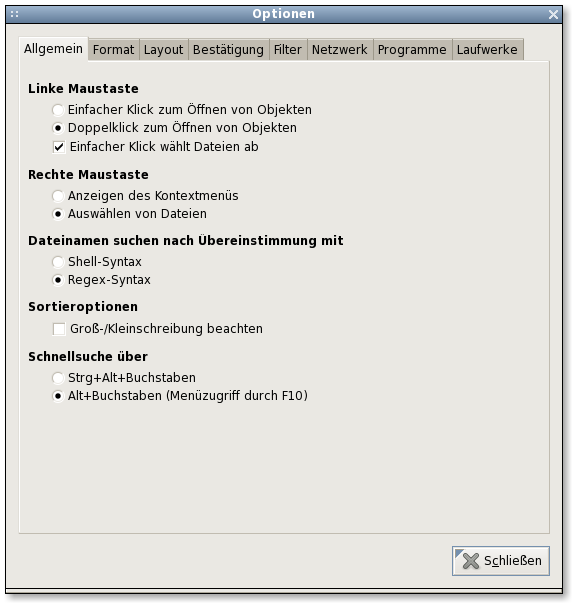 Optionen
Allgemein Format Layout Bestätigung Filter Netzwerk Programme Laufwerke
Linke Maustaste
Einfacher Klick zum Öffnen von Objekten
Doppelklick zum Öffnen von Objekten
Einfacher Klick wählt Dateien ab
Rechte Maustaste
Anzeigen des Kontextmenüs
Auswählen von Dateien
Dateinamen suchen nach Übereinstimmung mit
Shell-Syntax
Regex-Syntax
Sortieroptionen
Groß-/Kleinschreibung beachten
Schnellsuche über
Strg+Alt+Buchstaben
Alt+Buchstaben (Menüzugriff durch F10)
Schließen